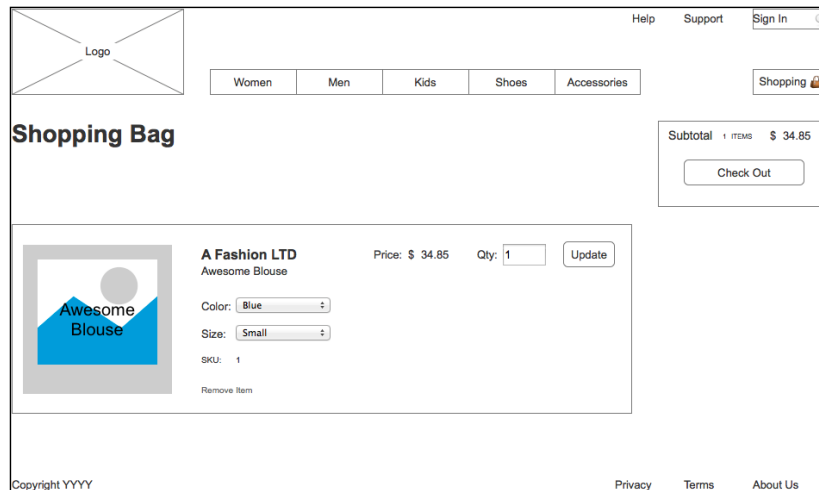 Logo
Help Support Sign In
Women Men Kids Shoes Accessories
Shopping
Shopping Bag
Subtotal 1 ITEMS $ 34.85
Check Out
Awesome
Blouse
A Fashion LTD
Awesome Blouse
Price: $ 34.85 Qty: 1 Update
Color: Blue
Size: Small
SKU: 1
Remove Item
Copyright YYYY Privacy Terms About Us